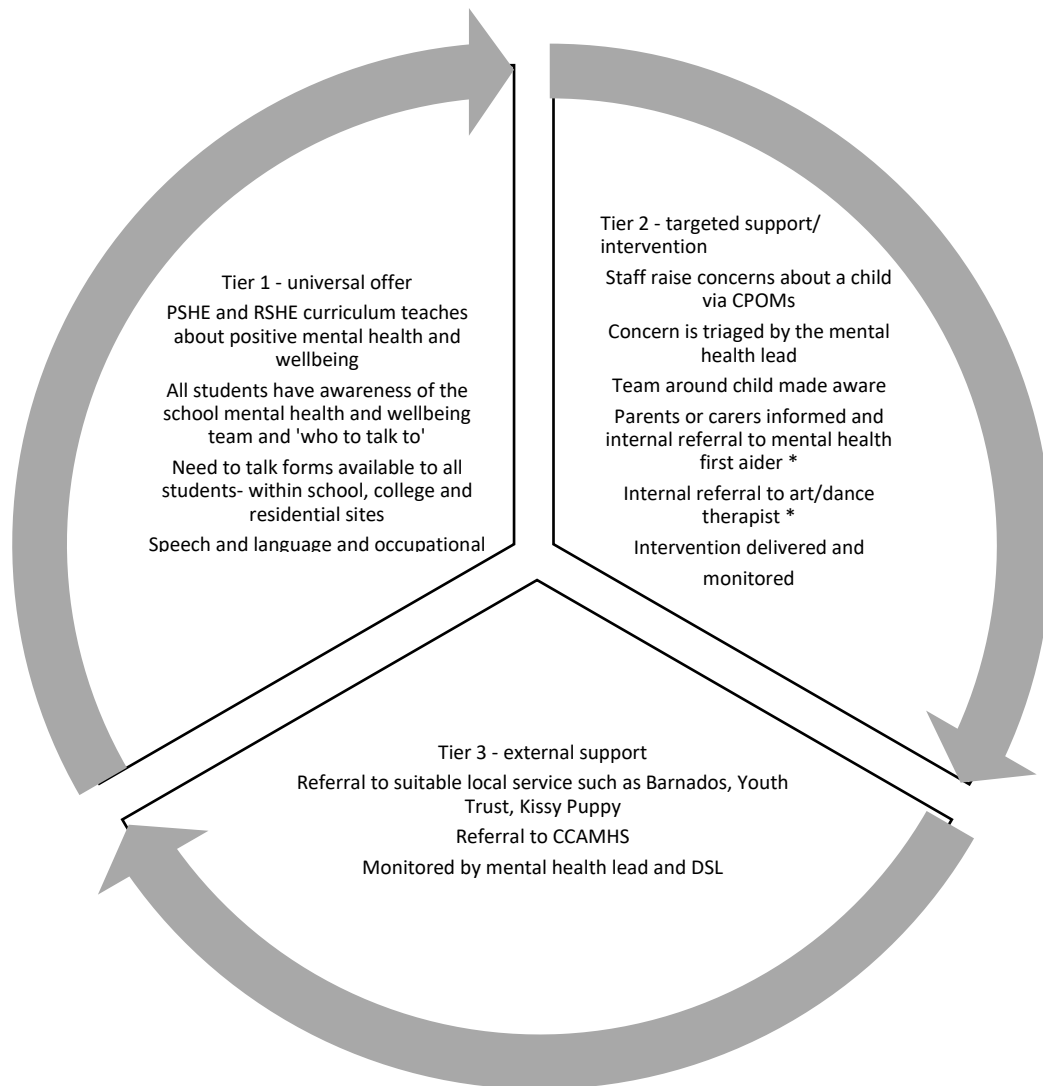 Tier 1 - universal offer
PSHE and RSHE curriculum teaches
about positive mental health and
wellbeing
All students have awareness of the
school mental health and wellbeing
team and 'who to talk to'
Need to talk forms available to all
students- within school, college and
residential sites
Speech and language and occupational
Tier 2 - targeted support/
intervention
Staff raise concerns about a child
via CPOMs
Concern is triaged by the mental
health lead
Team around child made aware
Parents or carers informed and
internal referral to mental health
first aider *
Internal referral to art/dance
therapist *
Intervention delivered and
monitored
Tier 3 - external support
Referral to suitable local service such as Barnados, Youth
Trust, Kissy Puppy
Referral to CCAMHS
Monitored by mental health lead and DSL